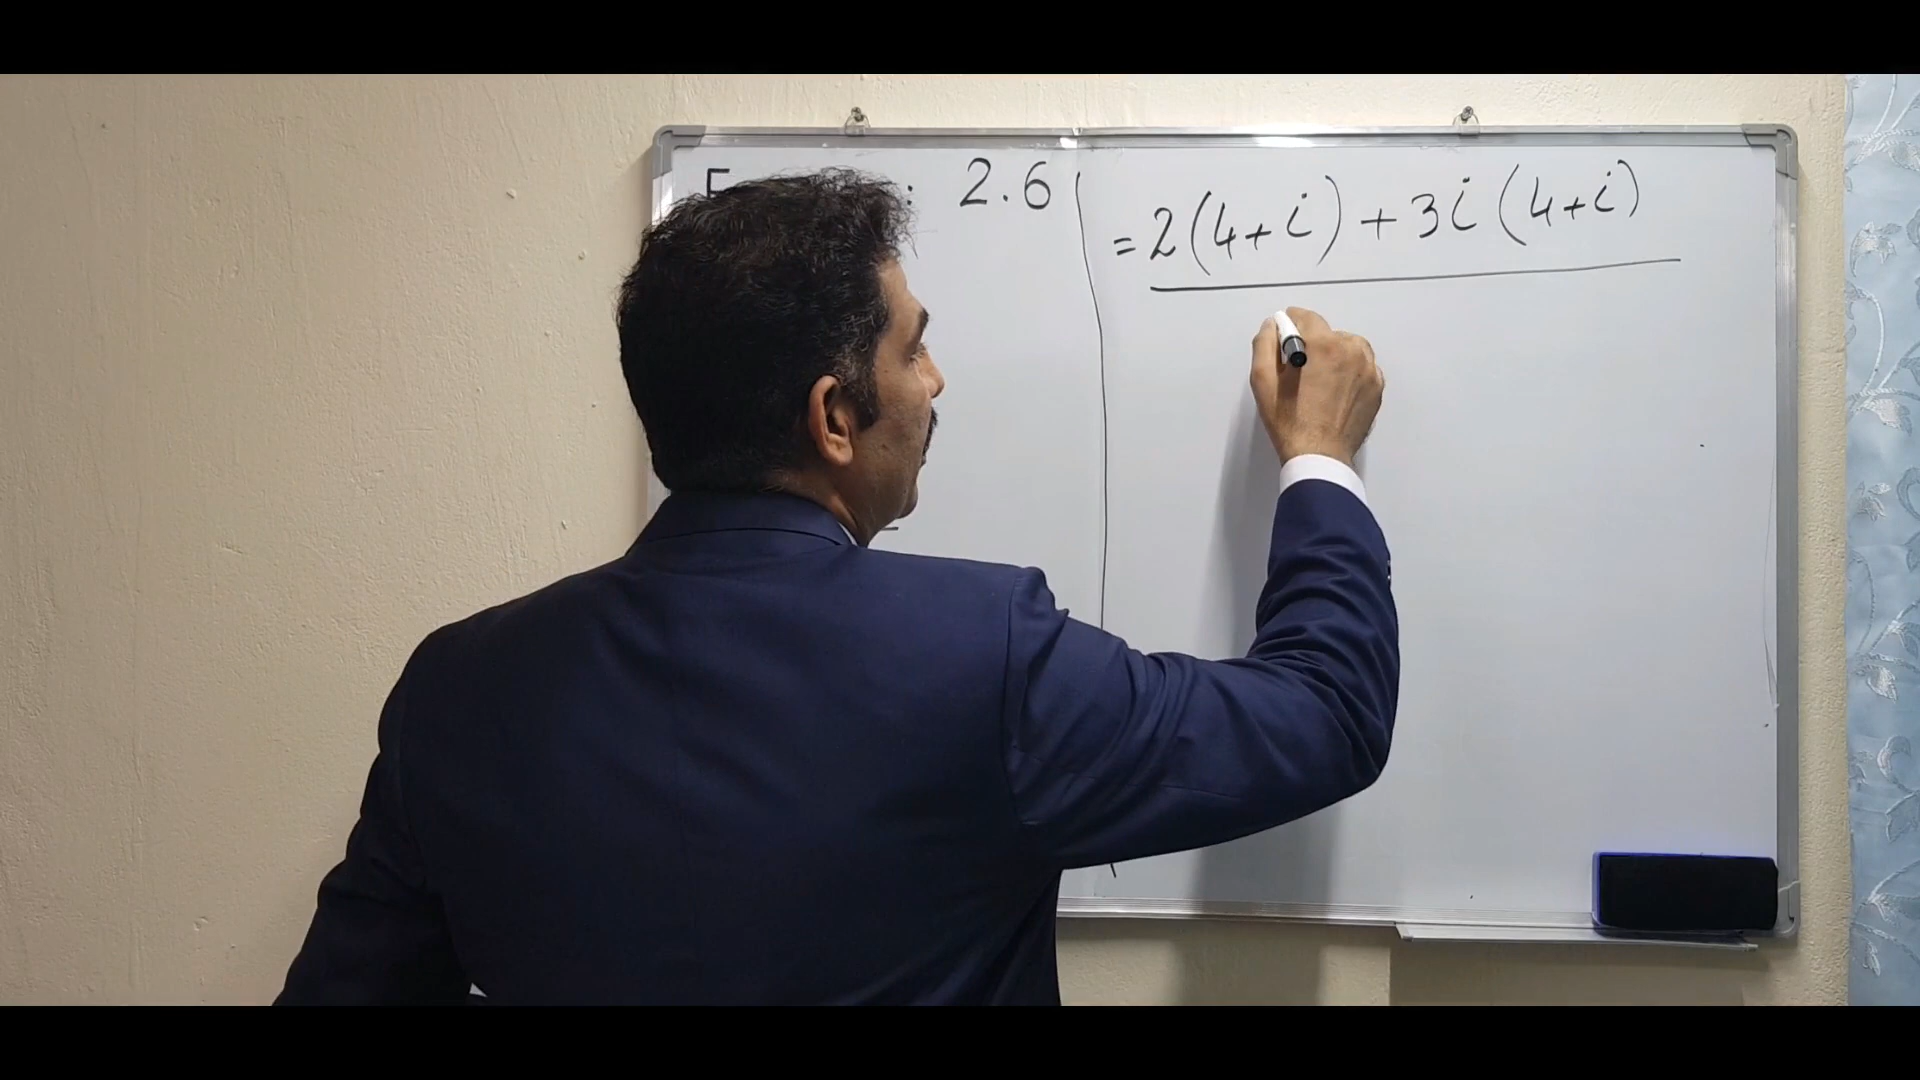 : 2.6
= 2(4+i) + 3i(4+i)